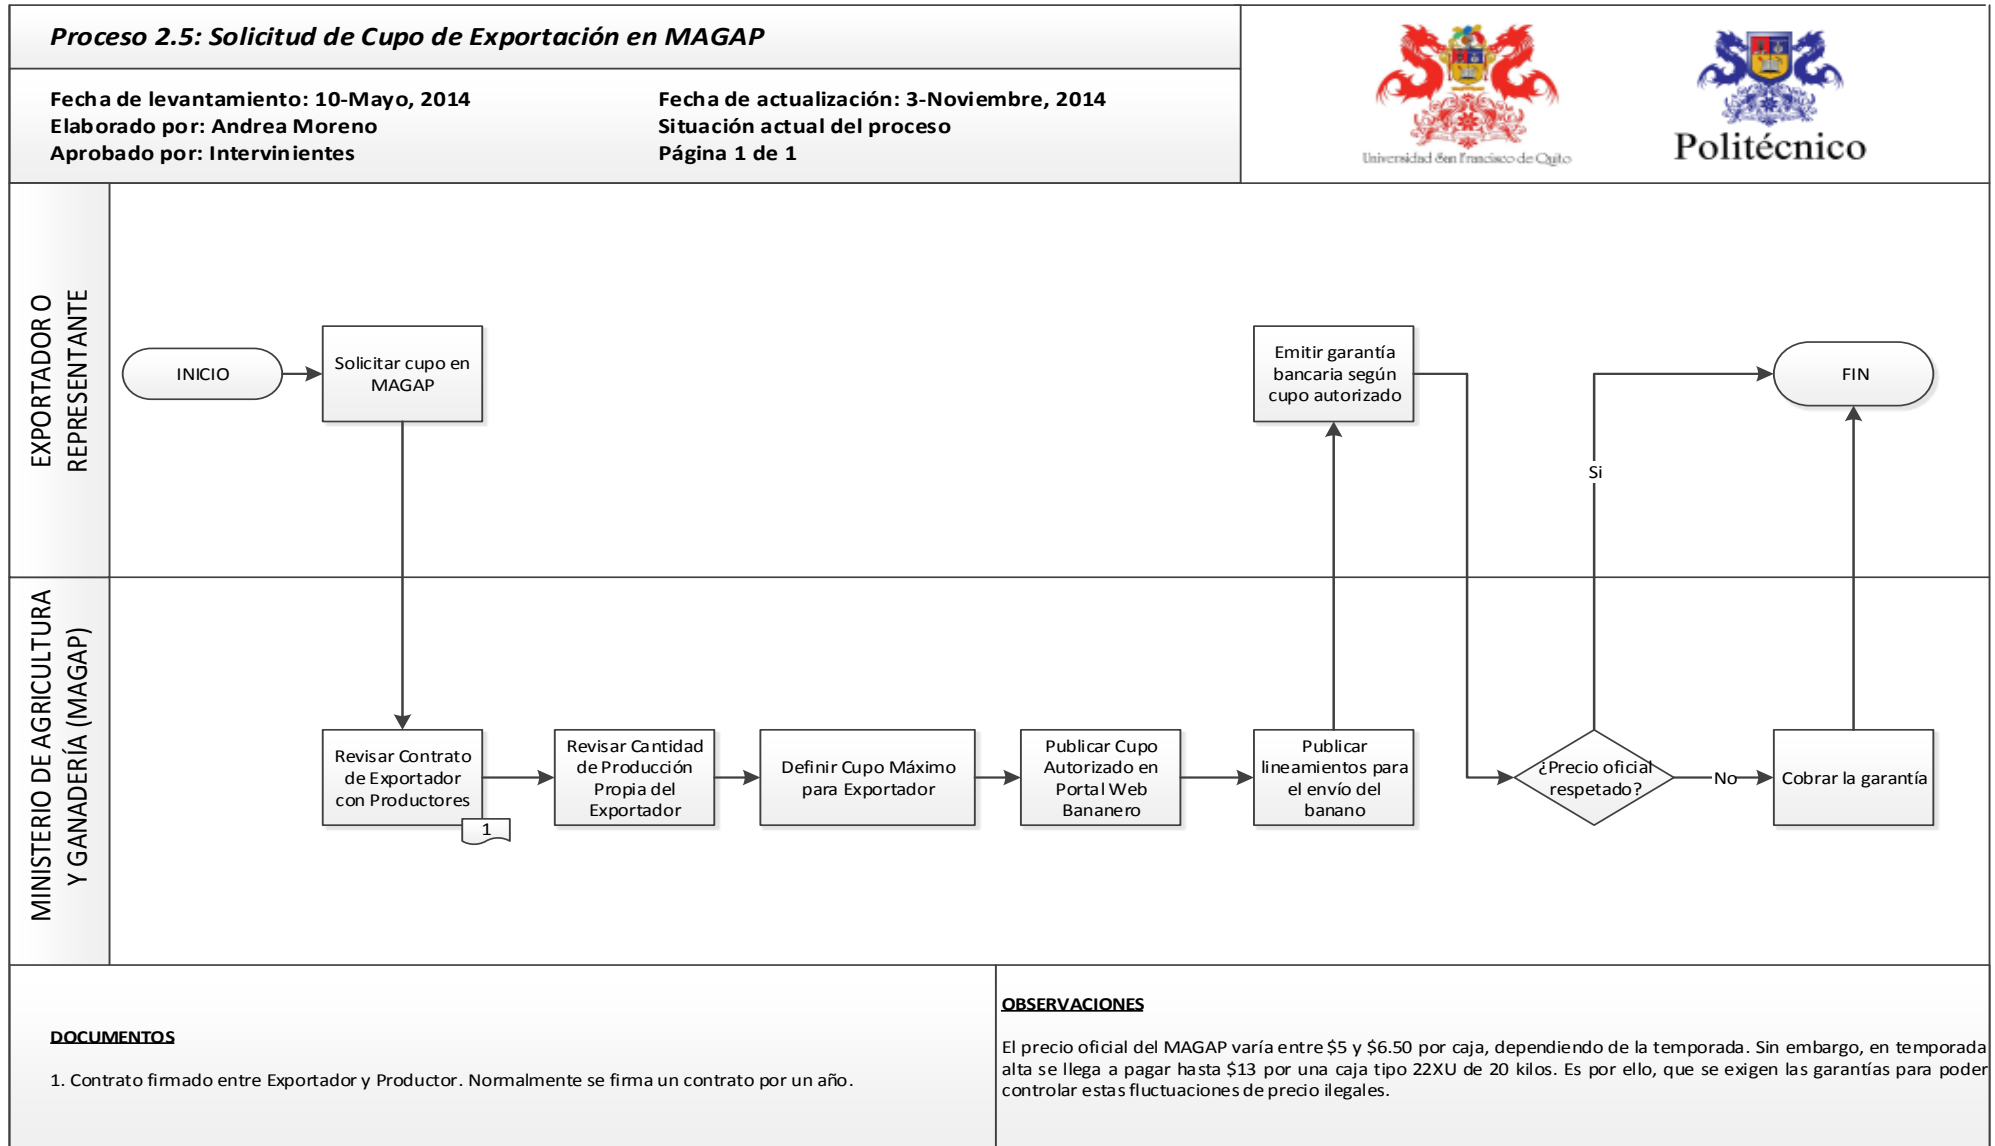 Proceso 2.5: Solicitud de Cupo de Exportación en MAGAP
Fecha de levantamiento: 10-Mayo, 2014
Elaborado por: Andrea Moreno
Aprobado por: Intervinientes
Fecha de actualización: 3-Noviembre, 2014
Situación actual del proceso
Página 1 de 1
Universidad San Francisco de Quito
Politécnico
EXPORTADOR O
REPRESENTANTE
INICIO
Solicitar cupo en
MAGAP
Emitir garantía
bancaria según
cupo autorizado
FIN
Si
MINISTERIO DE AGRICULTURA
Y GANADERÍA (MAGAP)
Revisar Contrato
de Exportador
con Productores
1
Revisar Cantidad
de Producción
Propia del
Exportador
Definir Cupo Máximo
para Exportador
Publicar Cupo
Autorizado en
Portal Web
Bananero
Publicar
lineamientos para
el envío del
banano
¿Precio oficial
respetado?
No
Cobrar la garantía
DOCUMENTOS
1. Contrato firmado entre Exportador y Productor. Normalmente se firma un contrato por un año.
OBSERVACIONES
El precio oficial del MAGAP varía entre $5 y $6.50 por caja, dependiendo de la temporada. Sin embargo, en temporada
alta se llega a pagar hasta $13 por una caja tipo 22XU de 20 kilos. Es por ello, que se exigen las garantías para poder
controlar estas fluctuaciones de precio ilegales.